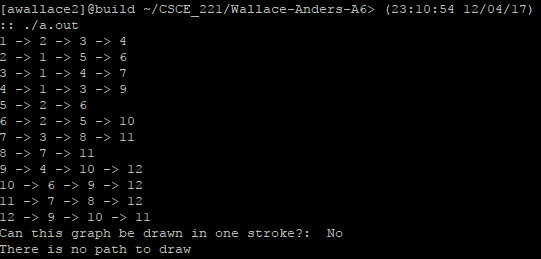 [awallace2]@build ~/CSCE_221/Wallace-Anders-A6> (23:10:54 12/04/17)
:: ./a.out
1 -> 2 -> 3 -> 4
2 -> 1 -> 5 -> 6
3 -> 1 -> 4 -> 7
4 -> 1 -> 3 -> 9
5 -> 2 -> 6
6 -> 2 -> 5 -> 10
7 -> 3 -> 8 -> 11
8 -> 7 -> 11
9 -> 4 -> 10 -> 12
10 -> 6 -> 9 -> 12
11 -> 7 -> 8 -> 12
12 -> 9 -> 10 -> 11
Can this graph be drawn in one stroke?:  No
There is no path to draw